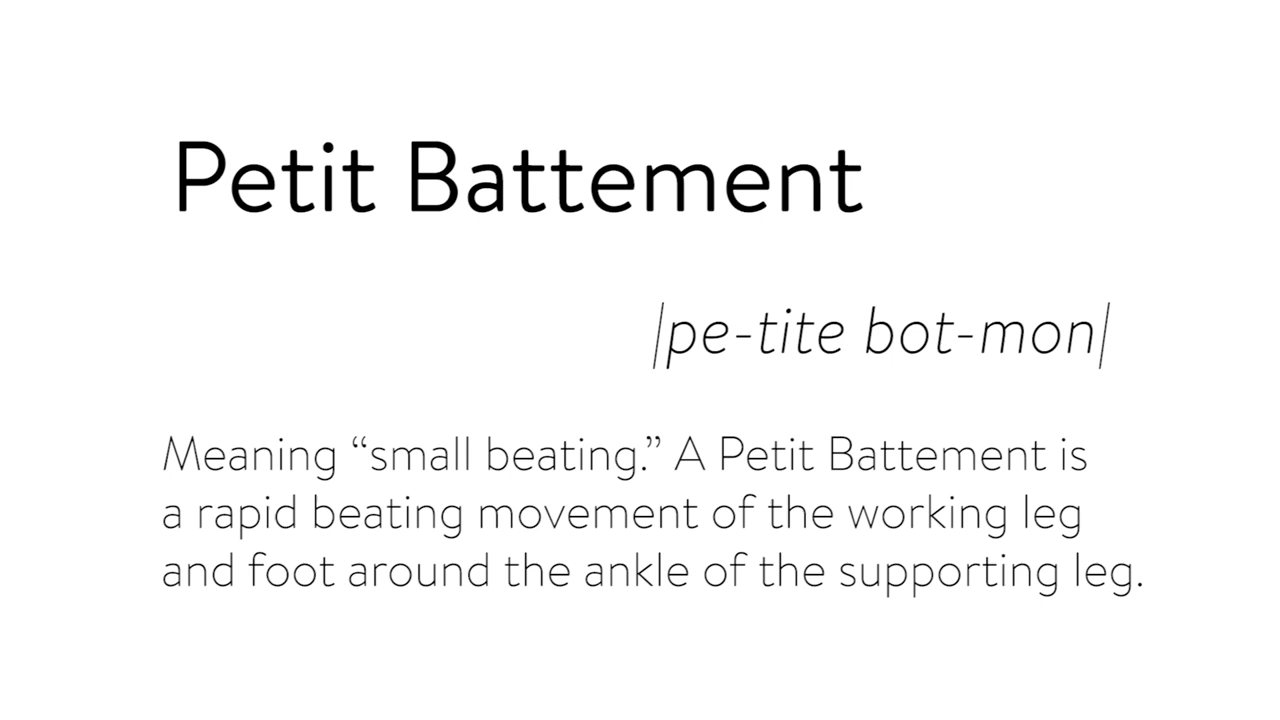 Petit Battement
|pe-tite bot-mon|
Meaning “small beating.” A Petit Battement is
a rapid beating movement of the working leg
and foot around the ankle of the supporting leg.